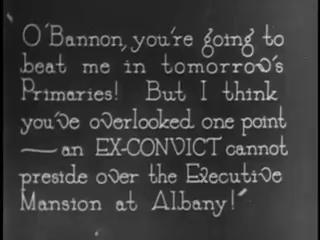 O'Bannon, you're going to
beat me in tomorrow's
Primaries! But I think
you've overlooked one point
— an EX-CONVICT cannot
preside over the Executive
Mansion at Albany!"